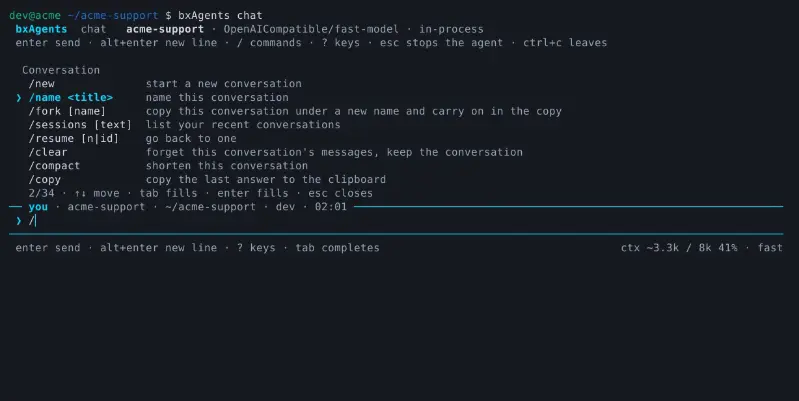 dev@acme ~/acme-support $ bxAgents chat
bxAgents chat acme-support · OpenAICompatible/fast-model · in-process
enter send · alt+enter new line · / commands · ? keys · esc stops the agent · ctrl+c leaves
Conversation
/new start a new conversation
❯ /name <title> name this conversation
/fork [name] copy this conversation under a new name and carry on in the copy
/sessions [text] list your recent conversations
/resume [n|id] go back to one
/clear forget this conversation's messages, keep the conversation
/compact shorten this conversation
/copy copy the last answer to the clipboard
2/34 · ↑↓ move · tab fills · enter fills · esc closes
you · acme-support · ~/acme-support · dev · 02:01
❯ /
enter send · alt+enter new line · ? keys · tab completes ctx ~3.3k / 8k 41% · fast